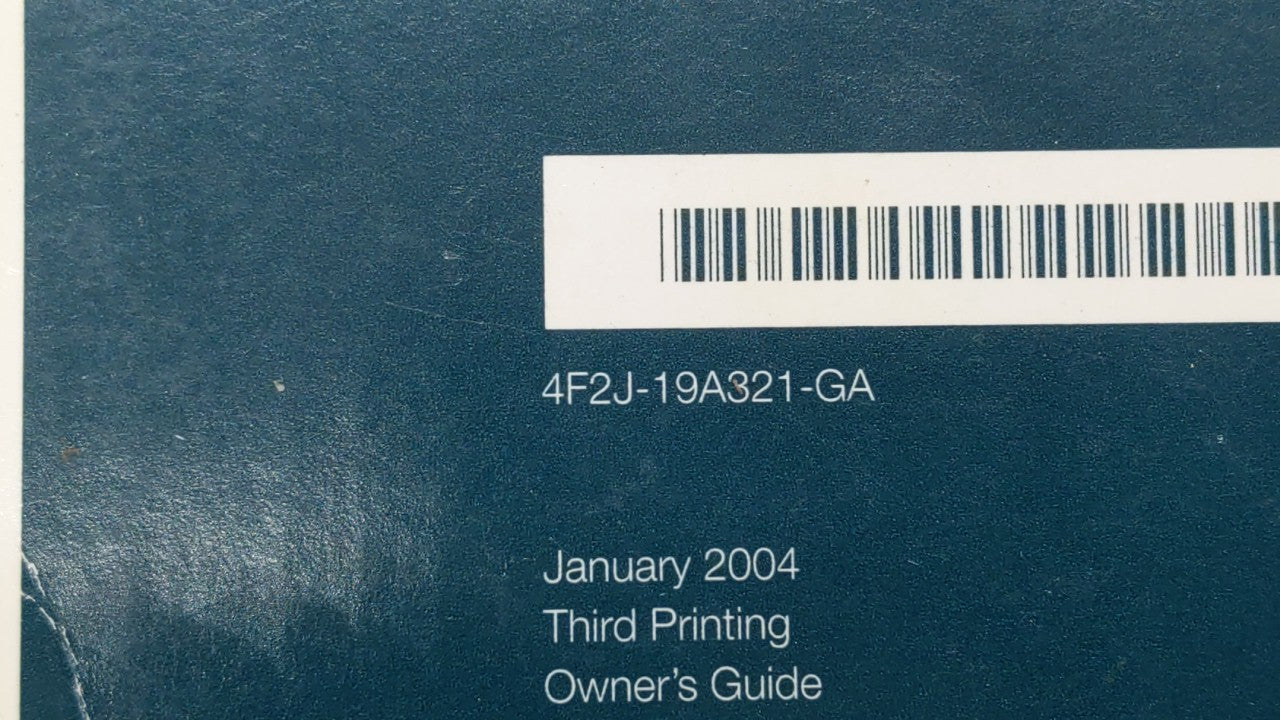 4F2J-19A321-GA
January 2004
Third Printing
Owner's Guide